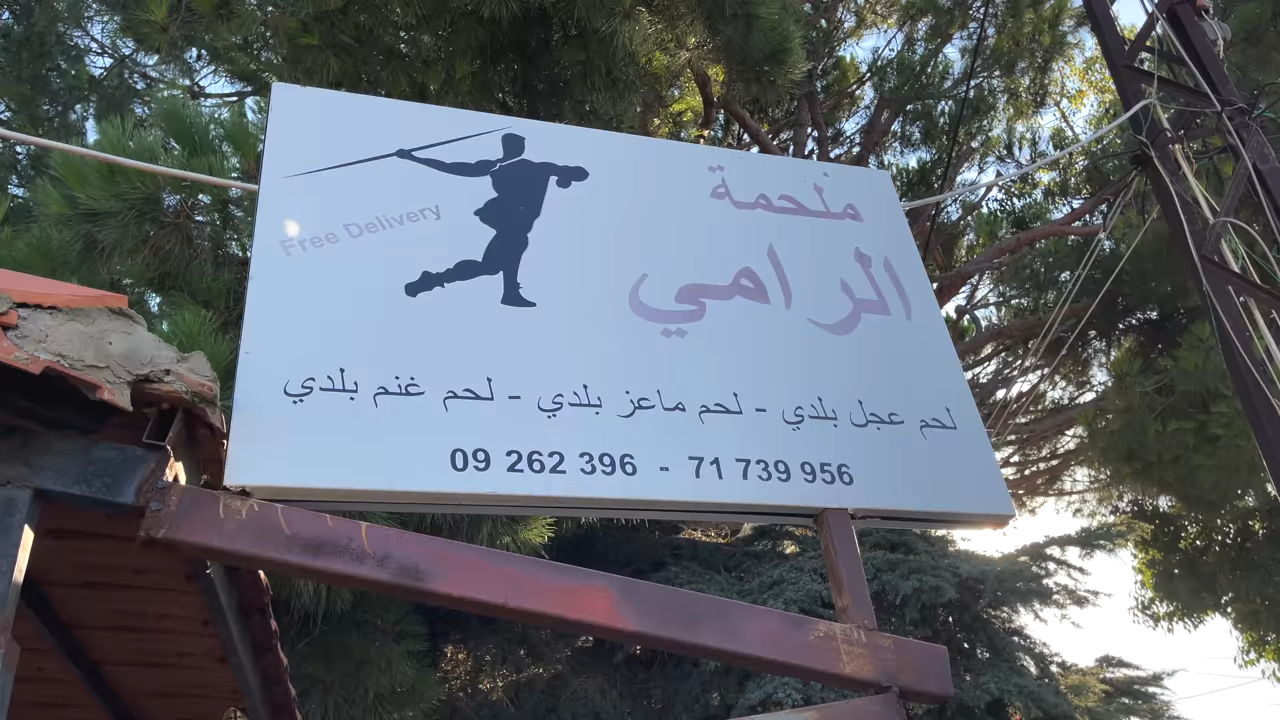 ملحمة
الرامي
Free Delivery
لحم عجل بلدي - لحم ماعز بلدي - لحم غنم بلدي
09 262 396 - 71 739 956